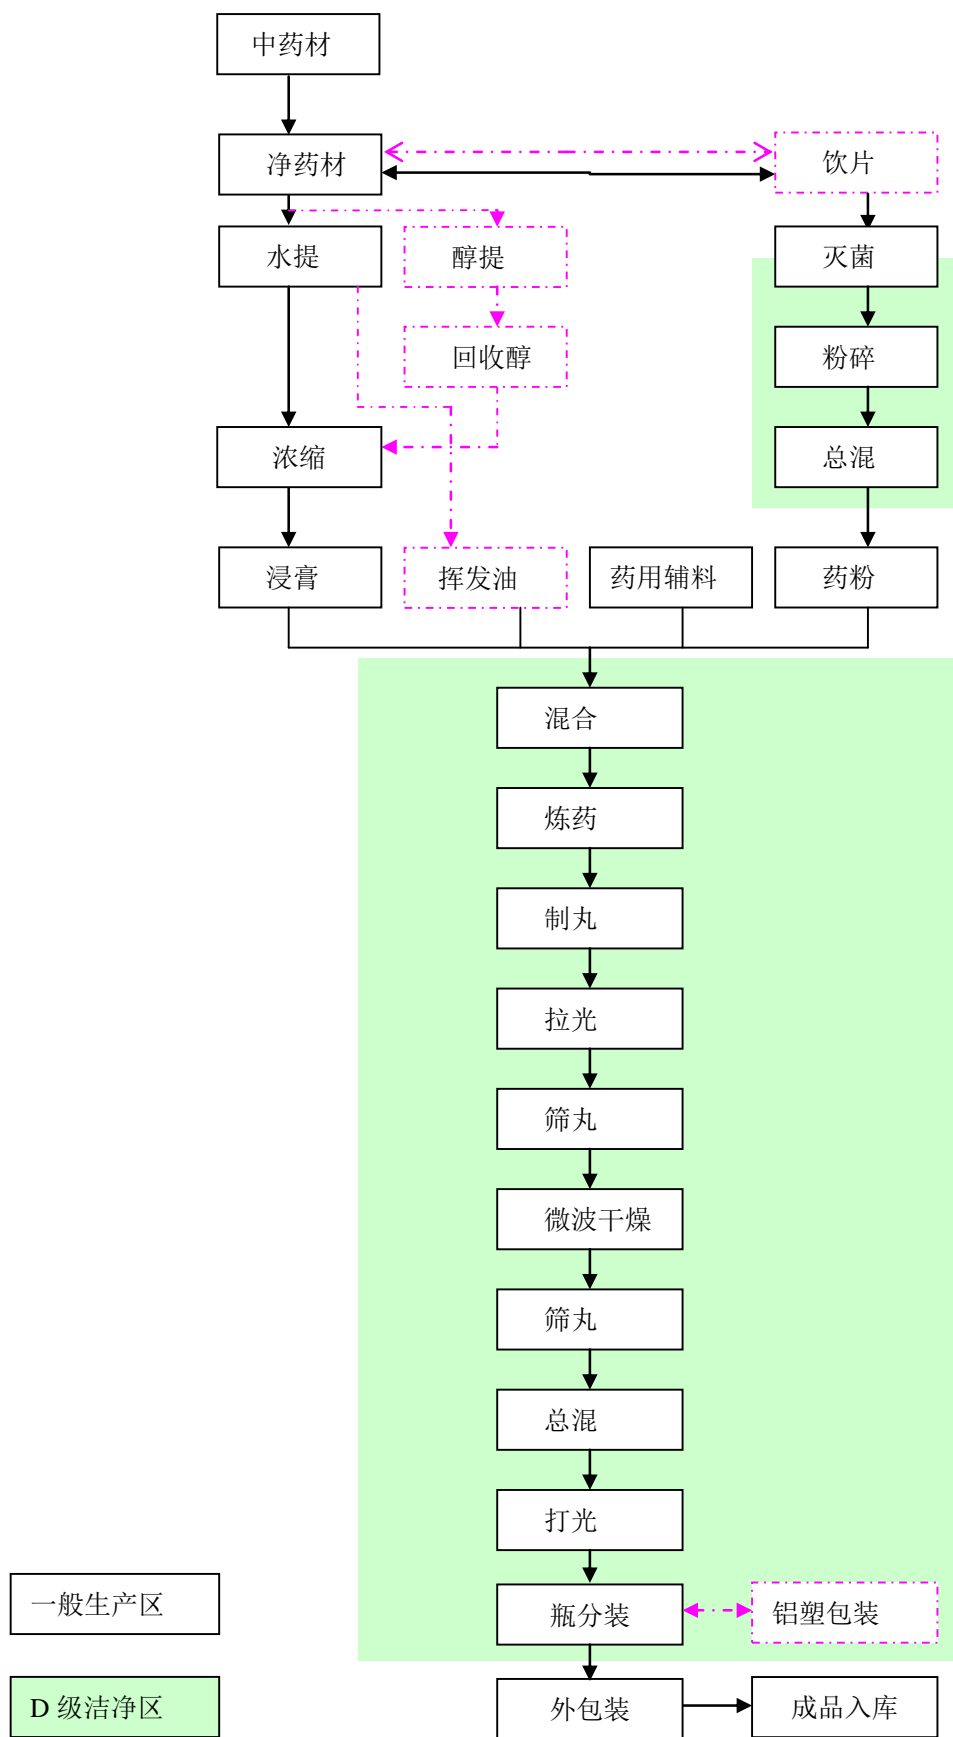 中药材
净药材
饮片
水提
醇提
灭菌
回收醇
粉碎
浓缩
总混
浸膏
挥发油
药用辅料
药粉
混合
炼药
制丸
拉光
筛丸
微波干燥
筛丸
总混
打光
一般生产区
瓶分装
铝塑包装
D 级洁净区
外包装
成品入库